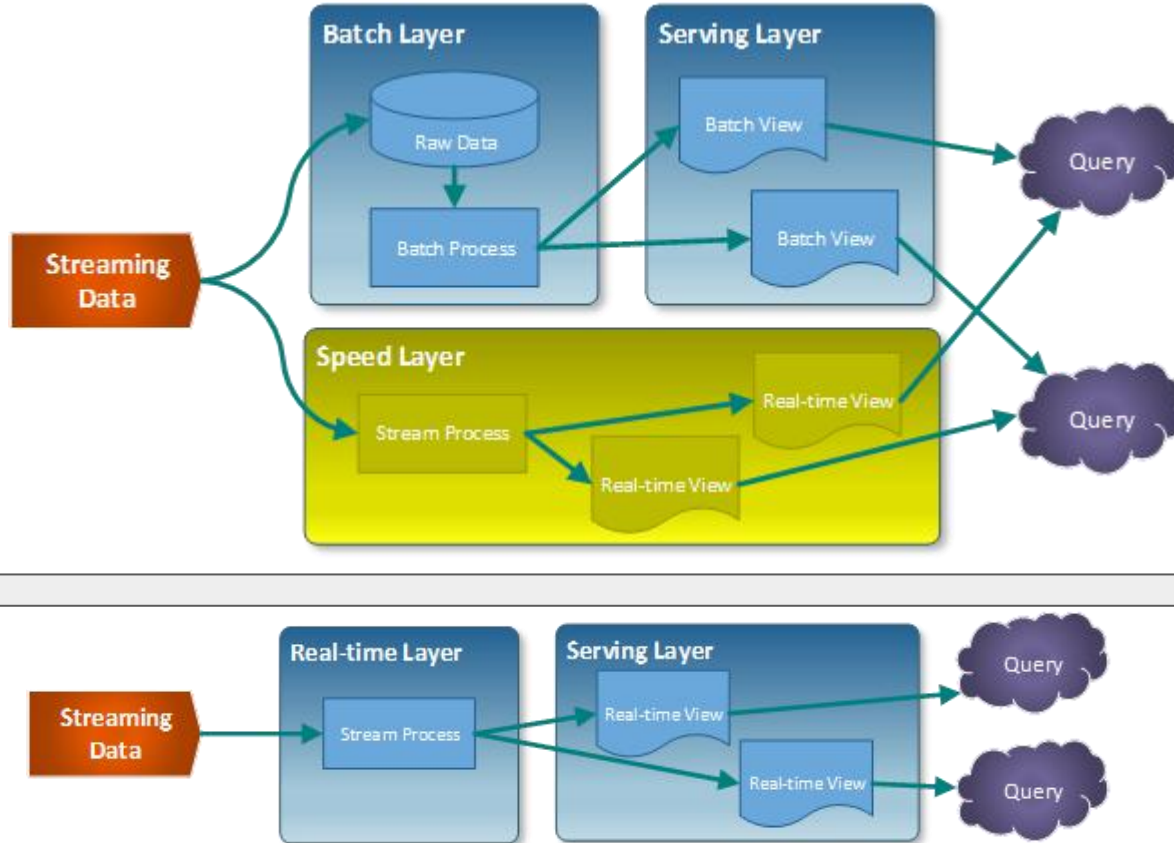 Batch Layer
Serving Layer
Raw Data
Batch View
Query
Batch Process
Batch View
Streaming
Data
Speed Layer
Stream Process
Real-time View
Query
Real-time View
Real-time Layer
Serving Layer
Query
Streaming
Data
Stream Process
Real-time View
Real-time View
Query